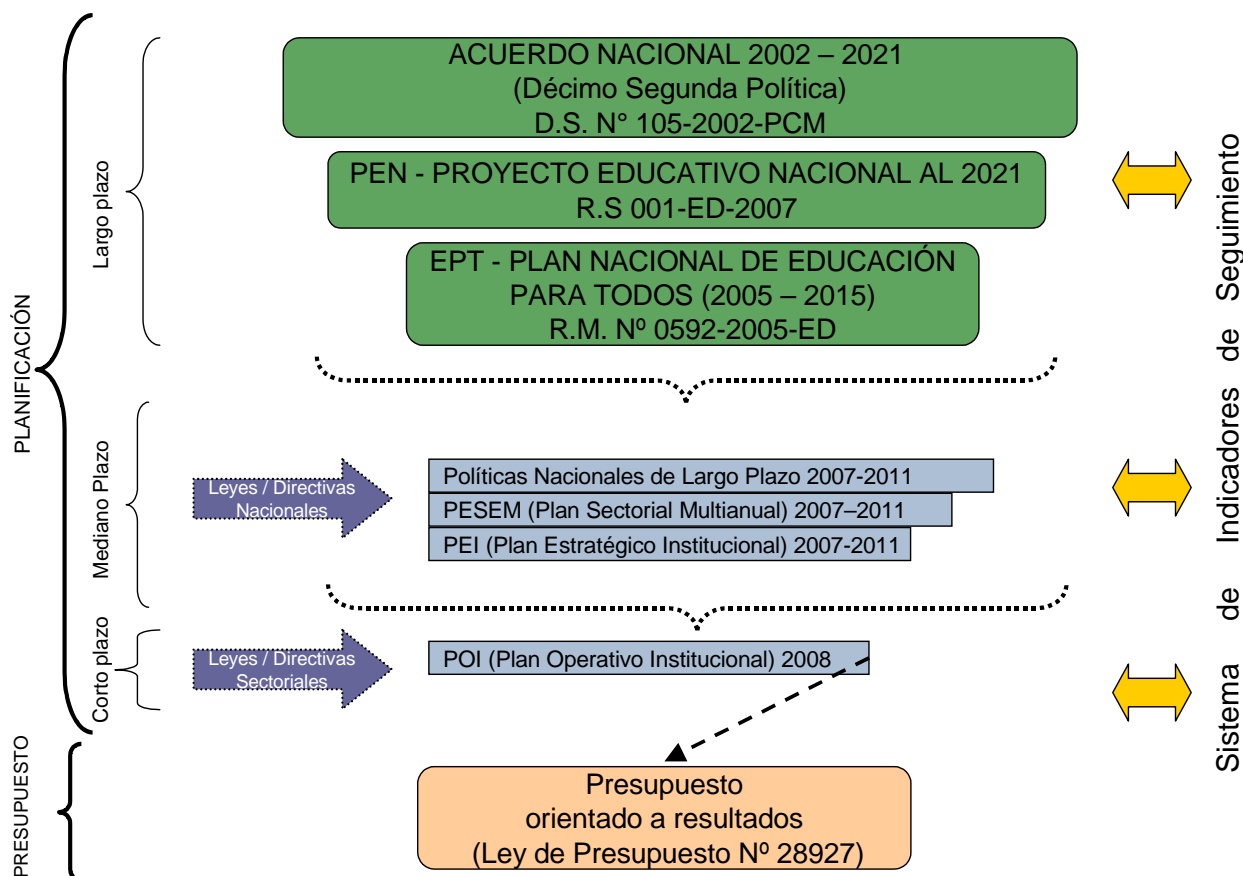 PLANIFICACIÓN
Largo plazo
ACUERDO NACIONAL 2002 – 2021
(Décimo Segunda Política)
D.S. N° 105-2002-PCM
PEN - PROYECTO EDUCATIVO NACIONAL AL 2021
R.S 001-ED-2007
EPT - PLAN NACIONAL DE EDUCACIÓN
PARA TODOS (2005 – 2015)
R.M. Nº 0592-2005-ED
Mediano Plazo
Leyes / Directivas
Nacionales
Políticas Nacionales de Largo Plazo 2007-2011
PESEM (Plan Sectorial Multianual) 2007–2011
PEI (Plan Estratégico Institucional) 2007-2011
Corto plazo
Leyes / Directivas
Sectoriales
POI (Plan Operativo Institucional) 2008
PRESUPUESTO
Presupuesto
orientado a resultados
(Ley de Presupuesto Nº 28927)
Sistema de Indicadores de Seguimiento